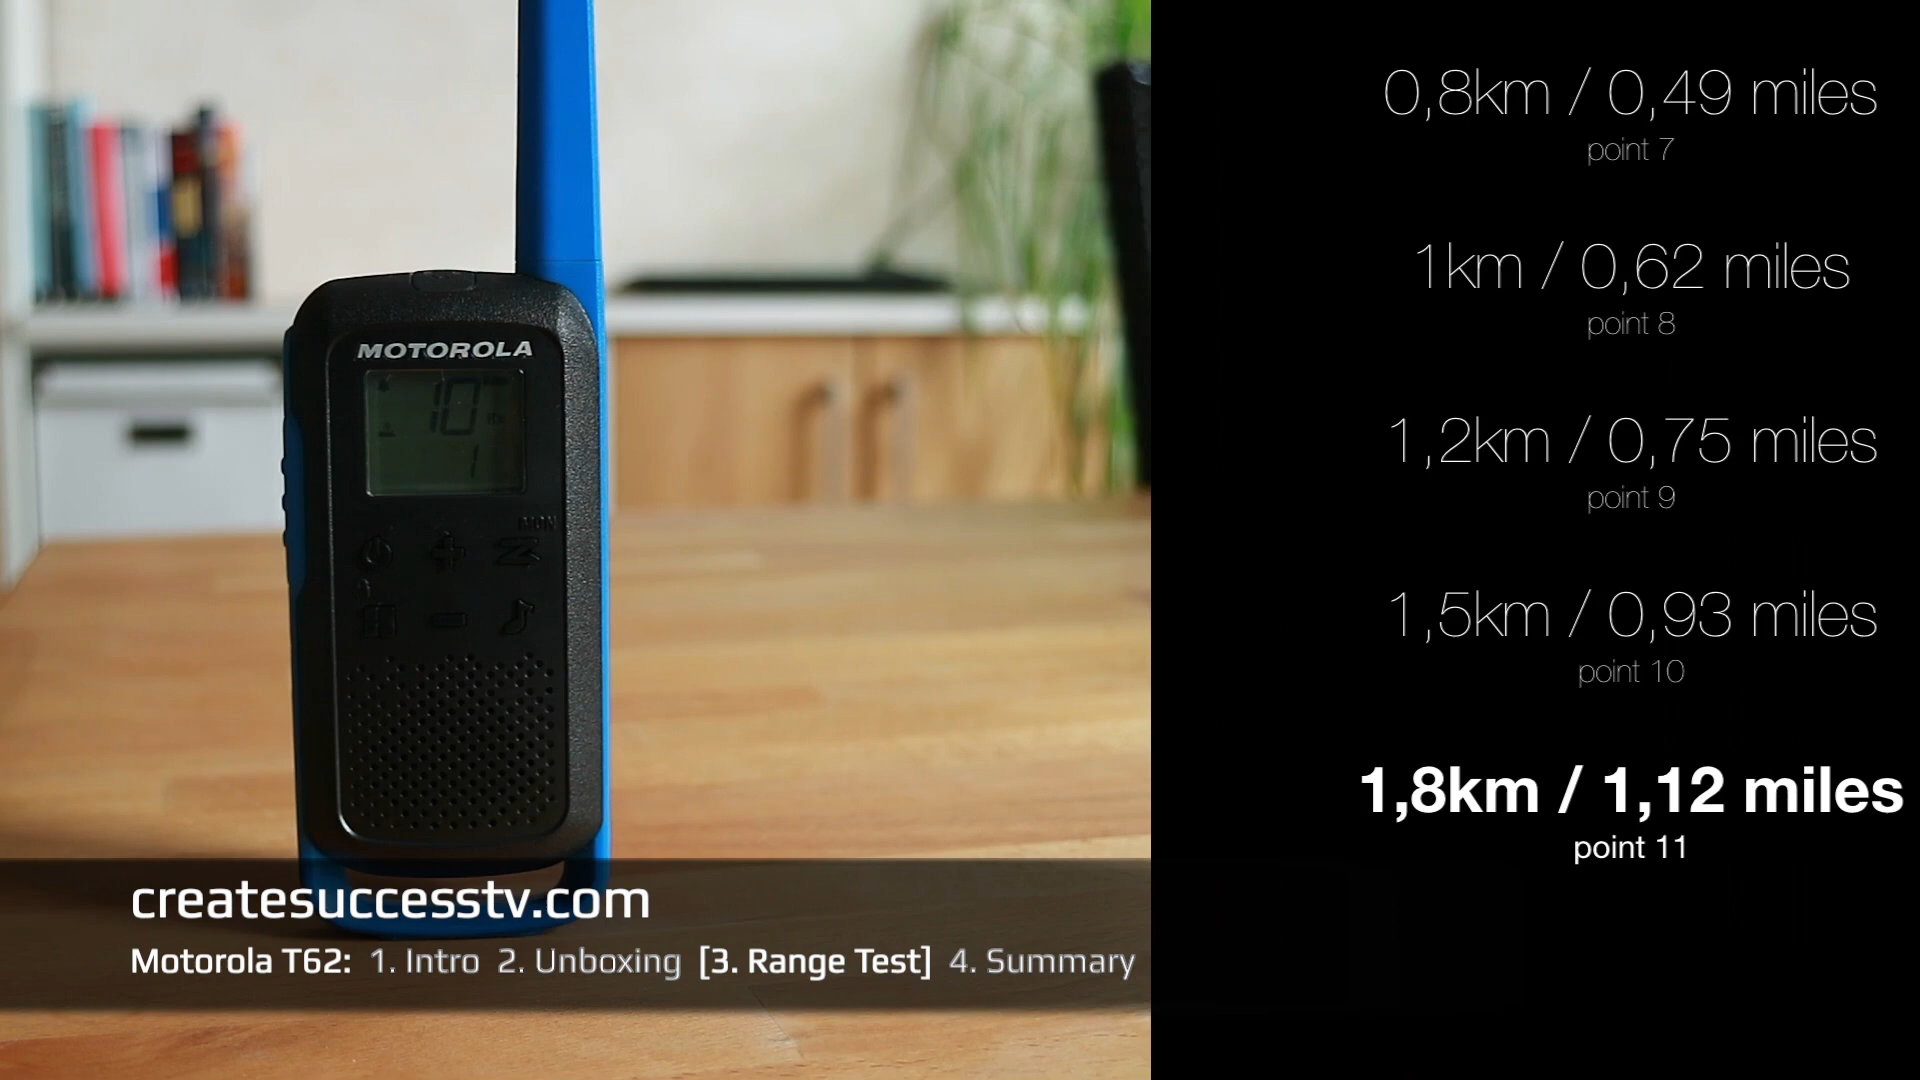 MOTOROLA
10
1
MON
createsuccesstv.com
Motorola T62: 1. Intro 2. Unboxing [3. Range Test] 4. Summary
0,8km / 0,49 miles
point 7
1km / 0,62 miles
point 8
1,2km / 0,75 miles
point 9
1,5km / 0,93 miles
point 10
1,8km / 1,12 miles
point 11